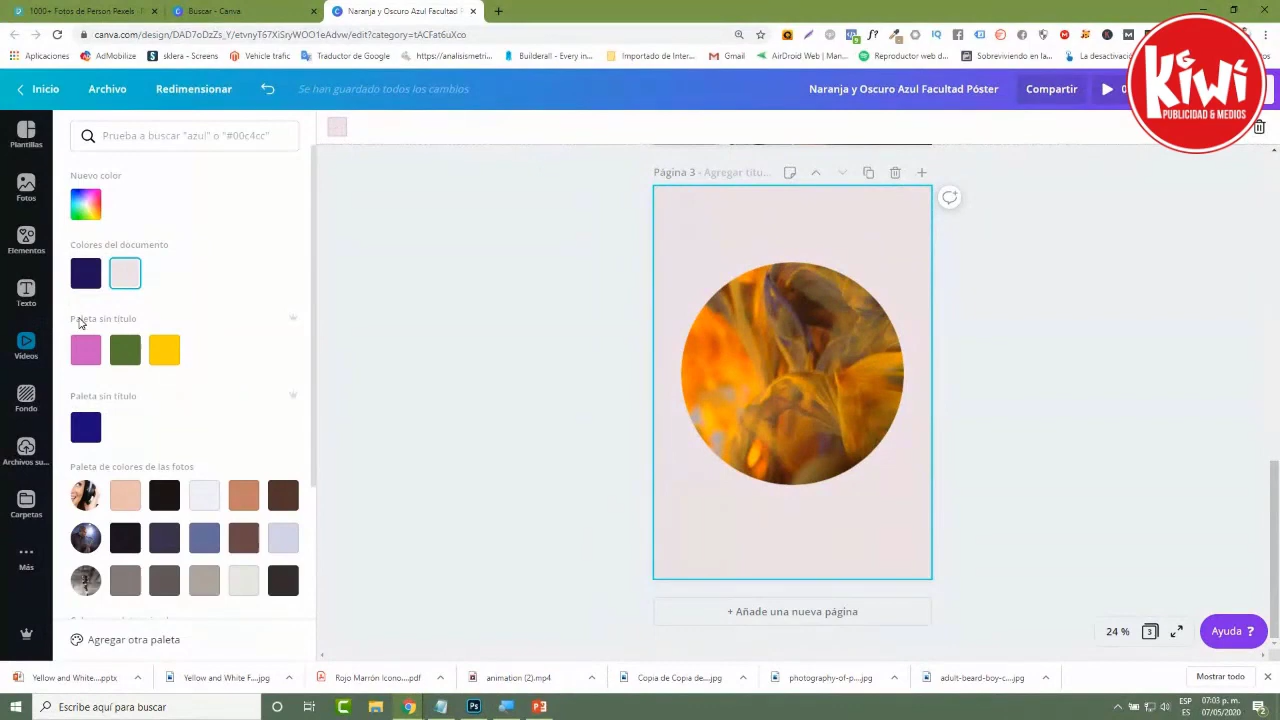 1000+ Fotos de Person Pexels
Buscar - Canva
Naranja y Oscuro Azul Facultad P
canva.com/design/DAD7oDzZs_Y/etvnyT67XiSryWOO1eAdvw/edit?category=tACFat6uXco
Aplicaciones
AdMobilize
sklera - Screens
Vehicle trafic
Traductor de Google
https://analisismetri...
Builderall - Webin...
Importado de Inter...
Gmail
AirDroid Web | Man...
Reproductor web d...
Sobreviviendo en la...
La desactivació
Kiwi
PUBLICIDAD & MEDIOS
Inicio
Archivo
Redimensionar
Se han guardado todos los cambios
Naranja y Oscuro Azul Facultad Póster
Compartir
Plantillas
Fotos
Elementos
Texto
Vídeos
Fondo
Archivos su...
Carpetas
Más
Prueba a buscar "azul" o "#00c4cc"
Nuevo color
Colores del documento
Paleta sin título
Paleta sin título
Paleta de colores de las fotos
Agregar otra paleta
Página 3 - Agregar títu...
+ Añade una nueva página
24 %
3
Ayuda ?
Yellow and White....pptx
Yellow and White F....jpg
Rojo Marrón Icono....pdf
animation (2).mp4
Copia de Copia de....jpg
photography-of-p....jpg
adult-beard-boy-c....jpg
Mostrar todo
Escribe aquí para buscar
ESP
ES
07:03 p. m.
07/05/2020
2